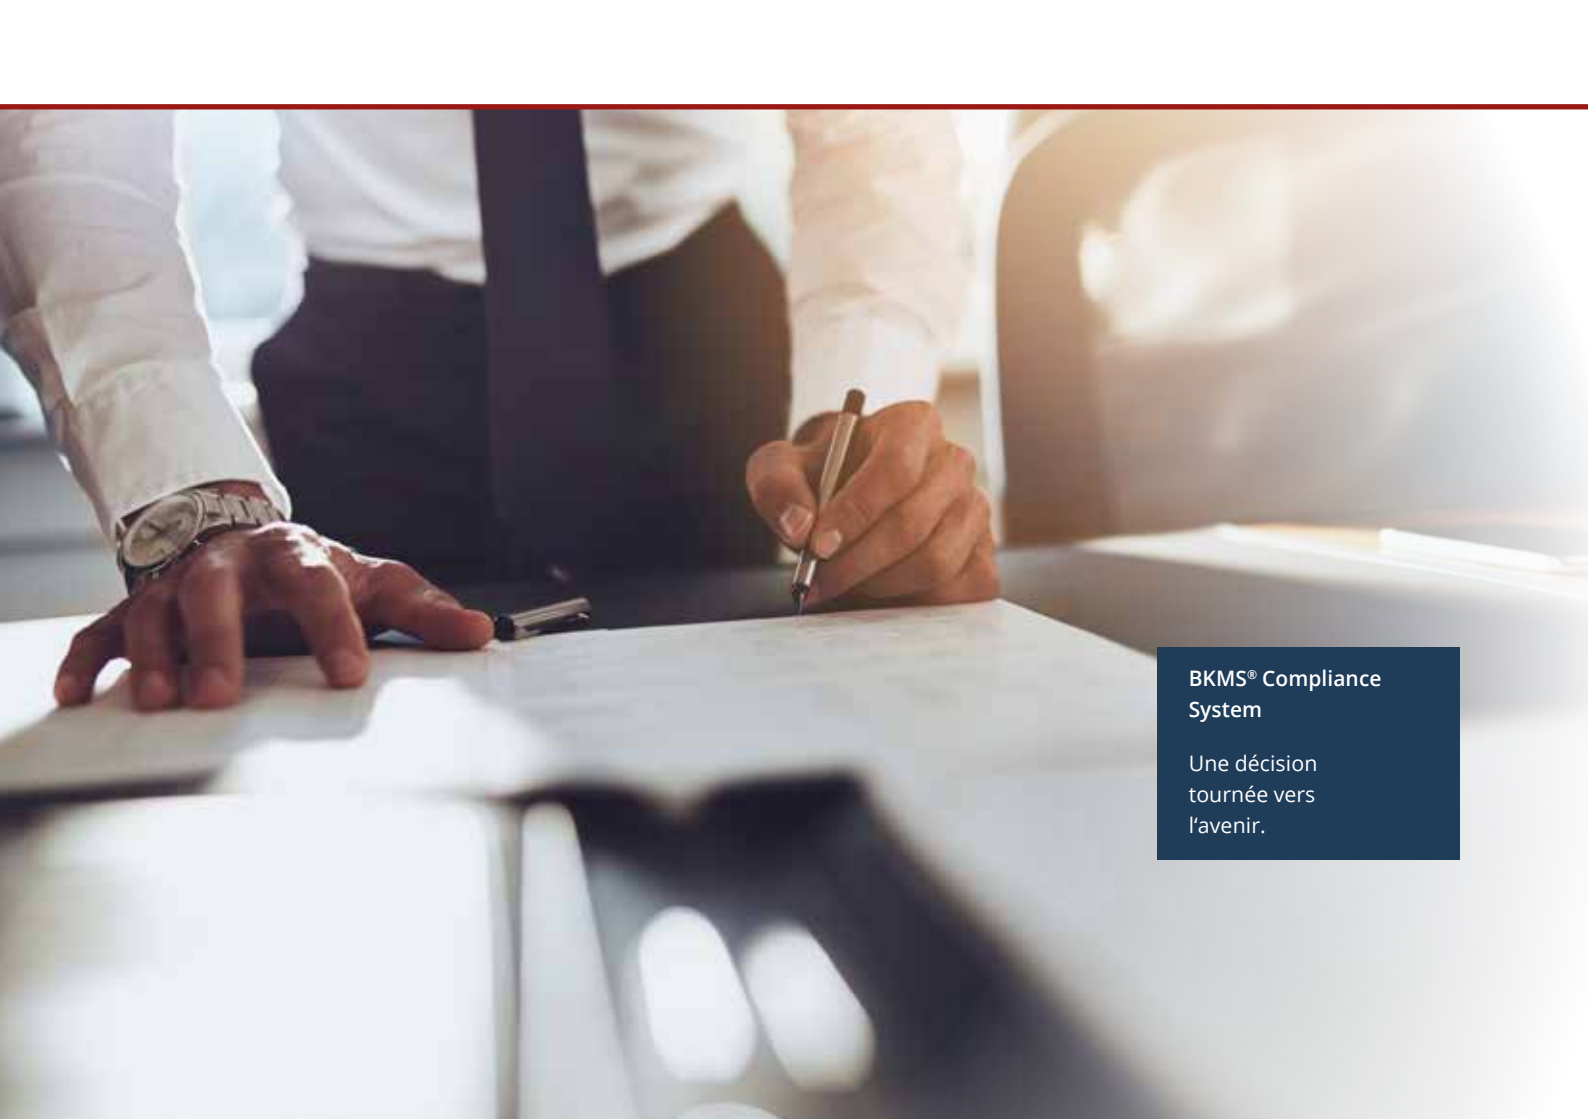 BKMS® Compliance
System
Une décision
tournée vers
l‘avenir.